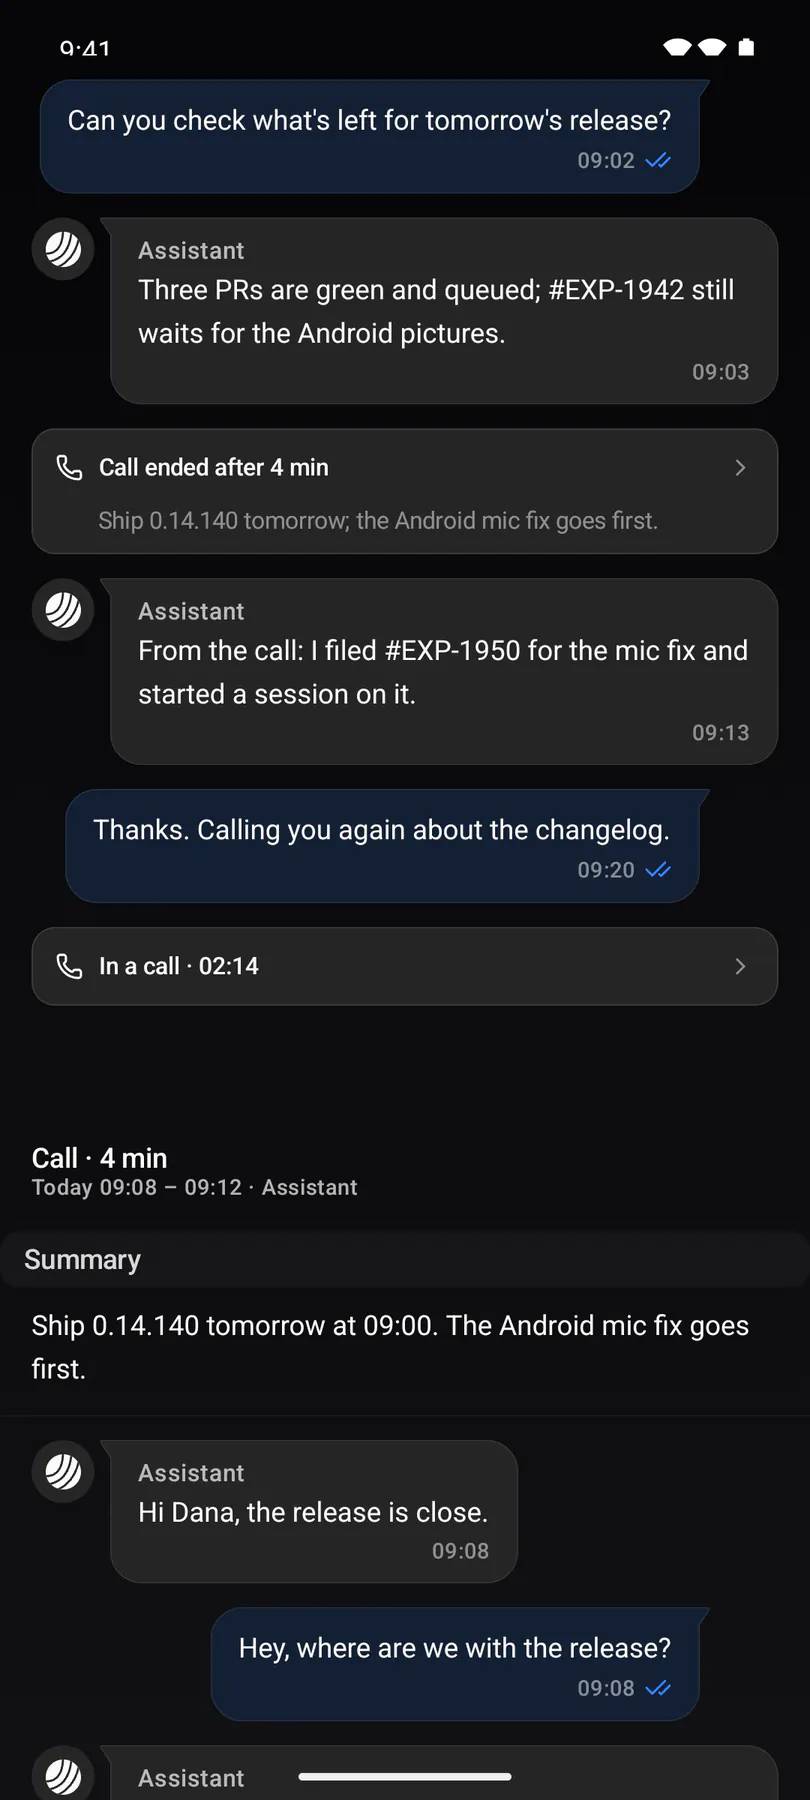 9:41
Can you check what's left for tomorrow's release?
09:02
Assistant
Three PRs are green and queued; #EXP-1942 still
waits for the Android pictures.
09:03
Call ended after 4 min
Ship 0.14.140 tomorrow; the Android mic fix goes first.
Assistant
From the call: I filed #EXP-1950 for the mic fix and
started a session on it.
09:13
Thanks. Calling you again about the changelog.
09:20
In a call · 02:14
Call · 4 min
Today 09:08 – 09:12 · Assistant
Summary
Ship 0.14.140 tomorrow at 09:00. The Android mic fix goes
first.
Assistant
Hi Dana, the release is close.
09:08
Hey, where are we with the release?
09:08
Assistant